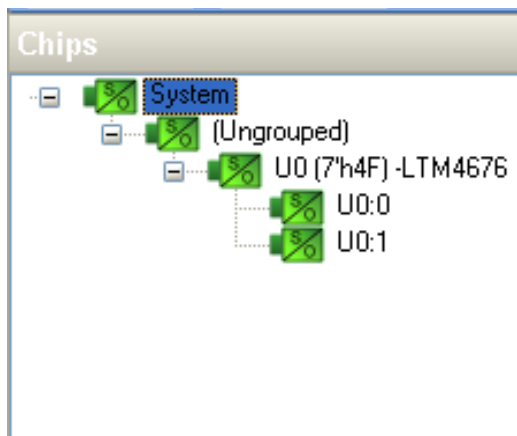 Chips
System
(Ungrouped)
U0 (7'h4F) -LTM4676
U0:0
U0:1